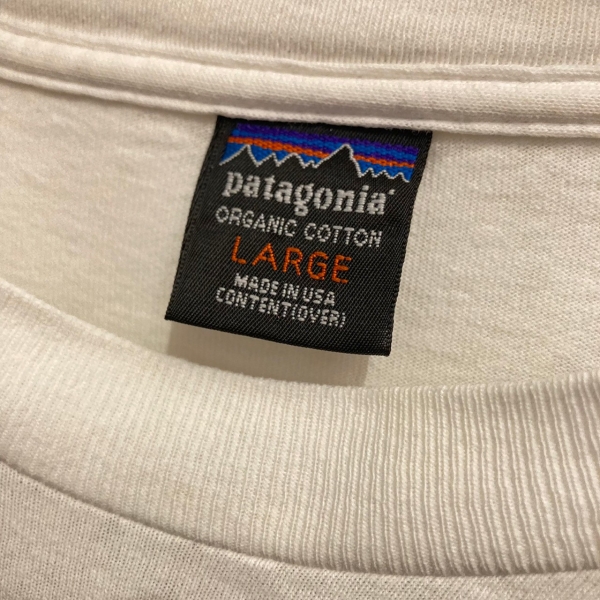 patagonia
ORGANIC COTTON
LARGE
MADE IN USA
CONTENT(OVER)